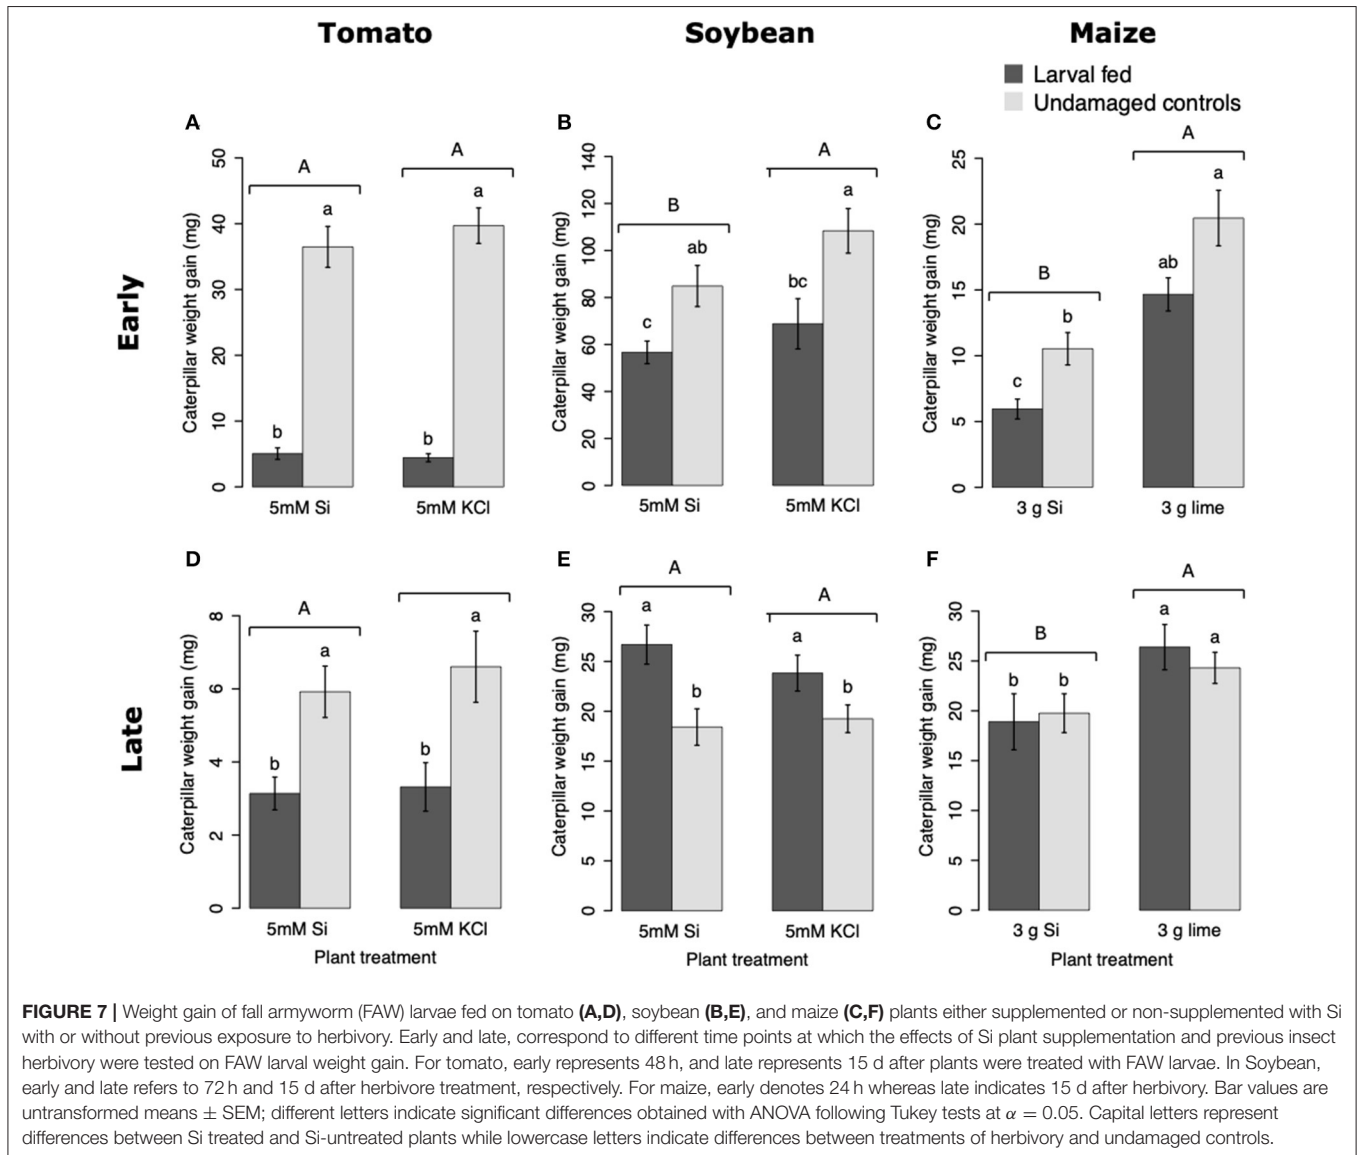 Tomato
Soybean
Maize
Larval fed
Undamaged controls
Early
A
Caterpillar weight gain (mg)
50
40
30
20
10
0
A
A
b
a
b
a
5mM Si
5mM KCl
B
Caterpillar weight gain (mg)
140
120
100
80
60
40
20
0
B
A
c
ab
bc
a
5mM Si
5mM KCl
C
Caterpillar weight gain (mg)
25
20
15
10
5
0
B
A
c
b
ab
a
3 g Si
3 g lime
Late
D
Caterpillar weight gain (mg)
8
6
4
2
0
A
b
a
b
a
5mM Si
5mM KCl
Plant treatment
E
Caterpillar weight gain (mg)
30
25
20
15
10
5
0
A
A
a
b
a
b
5mM Si
5mM KCl
F
Caterpillar weight gain (mg)
30
25
20
15
10
5
0
B
A
b
b
a
a
3 g Si
3 g lime
Plant treatment
FIGURE 7 | Weight gain of fall armyworm (FAW) larvae fed on tomato (A,D), soybean (B,E), and maize (C,F) plants either supplemented or non-supplemented with Si
with or without previous exposure to herbivory. Early and late, correspond to different time points at which the effects of Si plant supplementation and previous insect
herbivory were tested on FAW larval weight gain. For tomato, early represents 48 h, and late represents 15 d after plants were treated with FAW larvae. In Soybean,
early and late refers to 72 h and 15 d after herbivore treatment, respectively. For maize, early denotes 24 h whereas late indicates 15 d after herbivory. Bar values are
untransformed means ± SEM; different letters indicate significant differences obtained with ANOVA following Tukey tests at α = 0.05. Capital letters represent
differences between Si treated and Si-untreated plants while lowercase letters indicate differences between treatments of herbivory and undamaged controls.